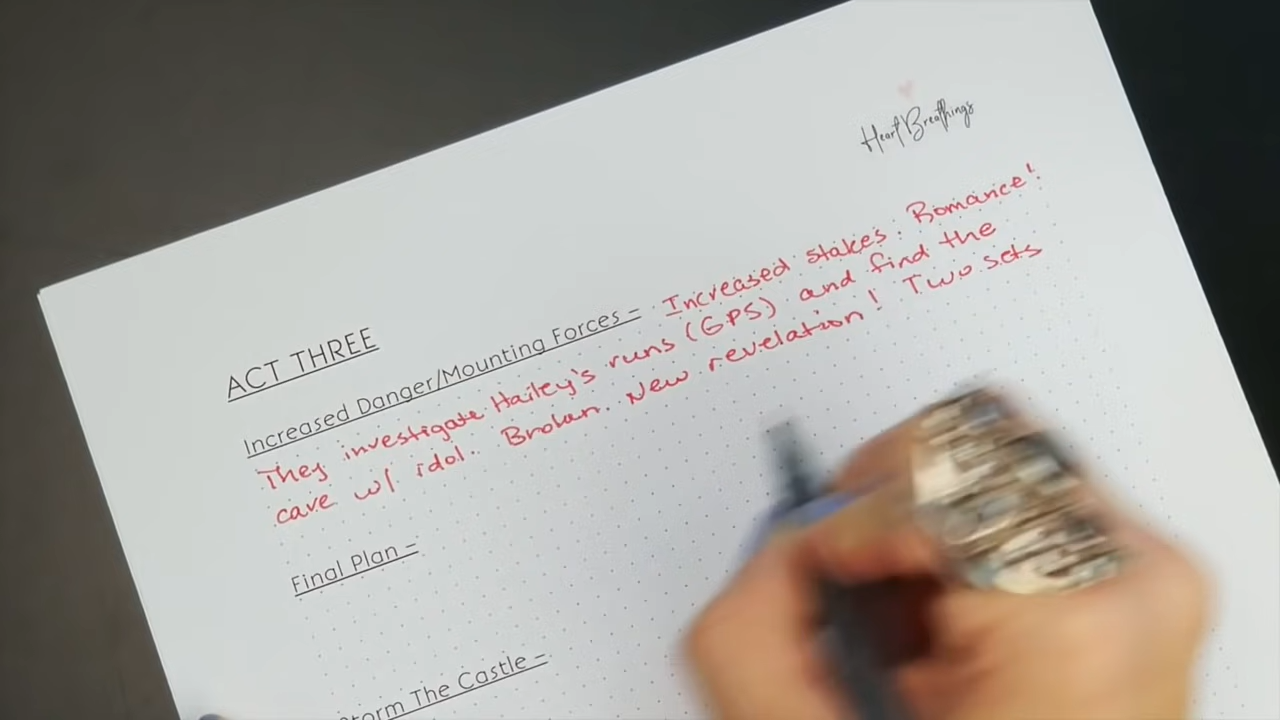 Heart Breathings
ACT THREE
Increased Danger/Mounting Forces - Increased stakes. Romance!
They investigate Hailey's runs (GPS) and find the
cave w/ idol. Broken. New revelation! Two sets
Final Plan -
Storm The Castle -